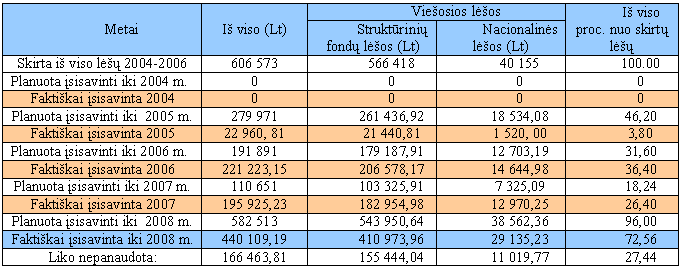 Metai Iš viso (Lt) Viešosios lėšos Iš viso proc. nuo skirtų lėšų
Struktūrinių fondų lėšos (Lt) Nacionalinės lėšos (Lt)
Skirta iš viso lėšų 2004-2006 606 573 566 418 40 155 100.00
Planuota įsisavinti iki 2004 m. 0 0 0 0
Faktiškai įsisavinta 2004 0 0 0 0
Planuota įsisavinti iki 2005 m. 279 971 261 436,92 18 534,08 46,20
Faktiškai įsisavinta 2005 22 960, 81 21 440,81 1 520, 00 3,80
Planuota įsisavinti iki 2006 m. 191 891 179 187,91 12 703,19 31,60
Faktiškai įsisavinta 2006 221 223,15 206 578,17 14 644,98 36,40
Planuota įsisavinti iki 2007 m. 110 651 103 325,91 7 325,09 18,24
Faktiškai įsisavinta 2007 195 925,23 182 954,98 12 970,25 26,40
Planuota įsisavinti iki 2008 m. 582 513 543 950,64 38 562,36 96,00
Faktiškai įsisavinta iki 2008 m. 440 109,19 410 973,96 29 135,23 72,56
Liko nepanaudota: 166 463,81 155 444,04 11 019,77 27,44